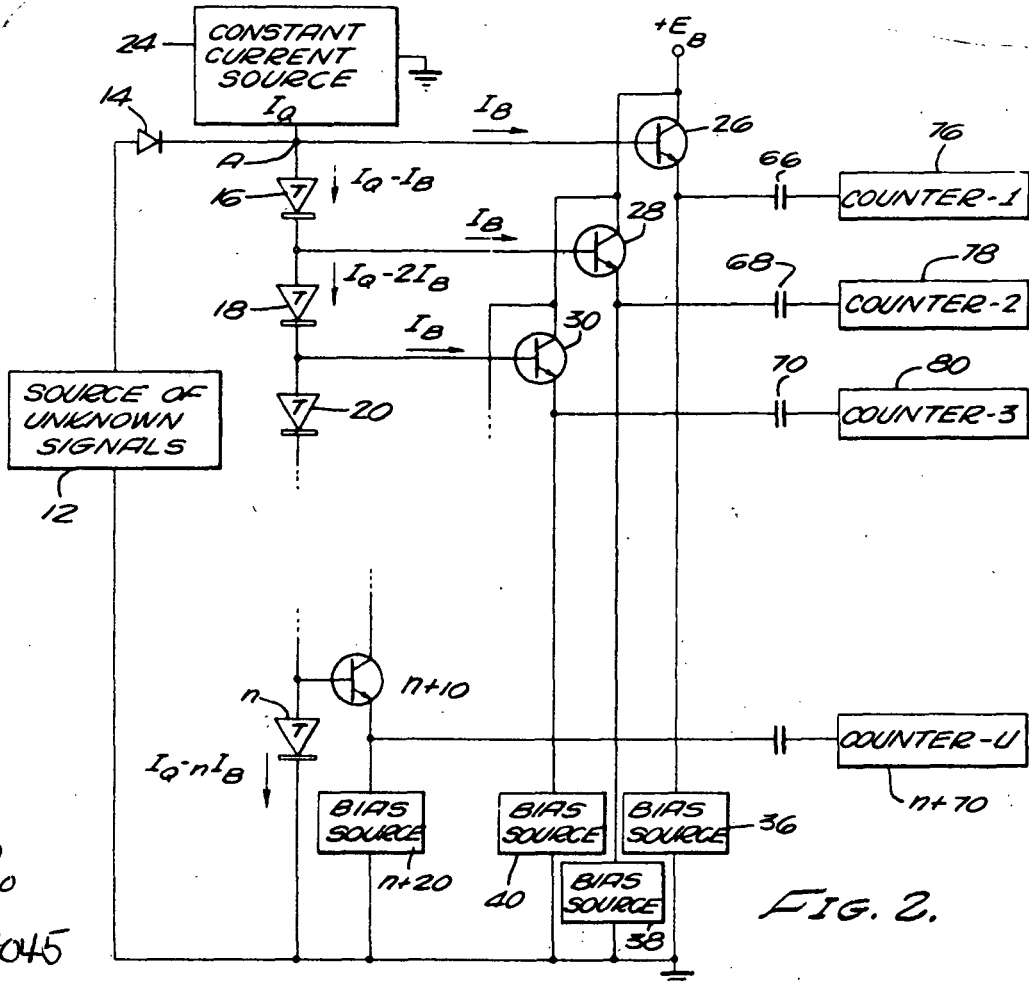 +E_B
24
CONSTANT
CURRENT
SOURCE
I_Q
14
A
I_B
26
66
76
COUNTER-1
16
I_Q-I_B
I_B
28
68
78
COUNTER-2
18
I_Q-2I_B
I_B
30
70
80
COUNTER-3
20
T
T
T
SOURCE OF
UNKNOWN
SIGNALS
12
n
T
n+10
I_Q-nI_B
COUNTER-U
n+70
BIAS
SOURCE
n+20
BIAS
SOURCE
40
BIAS
SOURCE
36
BIAS
SOURCE
38
FIG. 2.
045